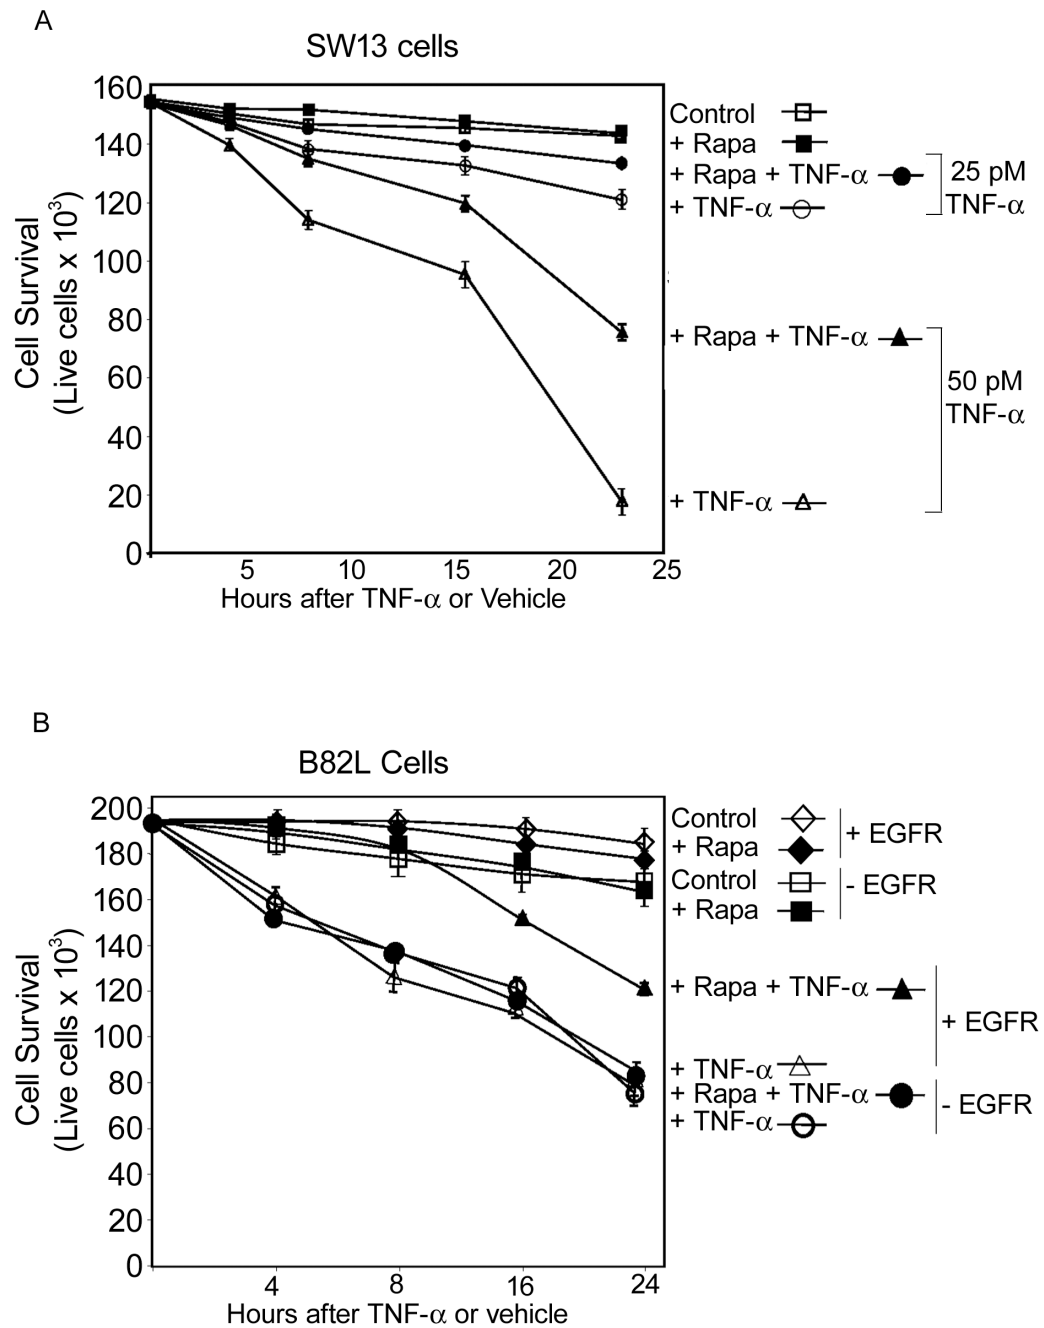 A
SW13 cells
160
140
120
100
80
60
40
20
0
Cell Survival
(Live cells x 10³)
5 10 15 20 25
Hours after TNF-α or Vehicle
Control
+ Rapa
+ Rapa + TNF-α
+ TNF-α
25 pM
TNF-α
+ Rapa + TNF-α
50 pM
TNF-α
+ TNF-α
B
B82L Cells
200
180
160
140
120
100
80
60
40
20
0
Cell Survival
(Live cells x 10³)
4 8 16 24
Hours after TNF-α or vehicle
Control
+ Rapa
+ EGFR
Control
+ Rapa
- EGFR
+ Rapa + TNF-α
+ EGFR
+ TNF-α
+ Rapa + TNF-α
+ TNF-α
- EGFR